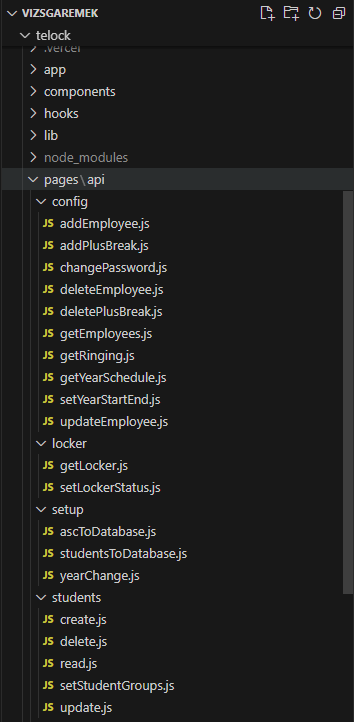 VIZSGAREMEK
telock
.vercel
app
components
hooks
lib
node_modules
pages\api
config
JS addEmployee.js
JS addPlusBreak.js
JS changePassword.js
JS deleteEmployee.js
JS deletePlusBreak.js
JS getEmployees.js
JS getRinging.js
JS getYearSchedule.js
JS setYearStartEnd.js
JS updateEmployee.js
locker
JS getLocker.js
JS setLockerStatus.js
setup
JS ascToDatabase.js
JS studentsToDatabase.js
JS yearChange.js
students
JS create.js
JS delete.js
JS read.js
JS setStudentGroups.js
JS update.js